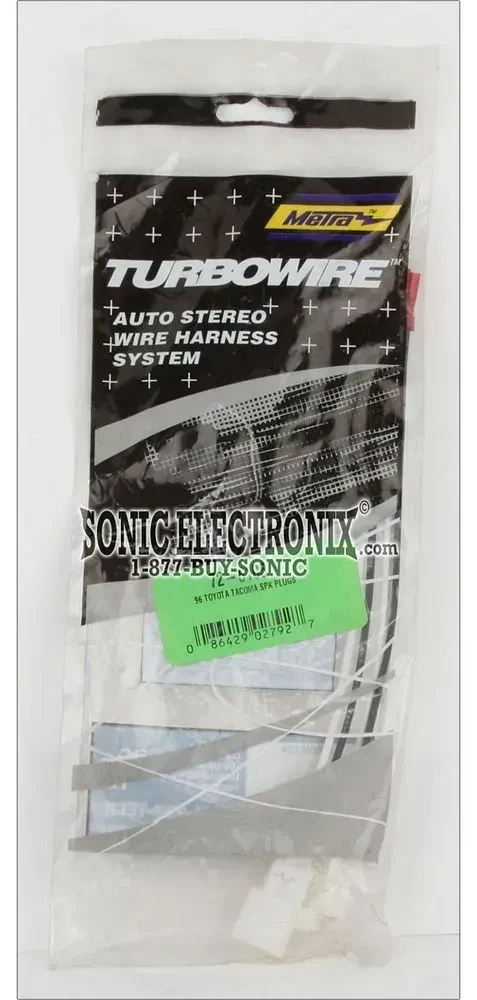 Metra™
TURBOWIRE™
AUTO STEREO
WIRE HARNESS
SYSTEM
SONIC ELECTRONIX©.com
1-877-BUY-SONIC
96 TOYOTA TACOMA SPK PLUGS
0 86429 02792 7